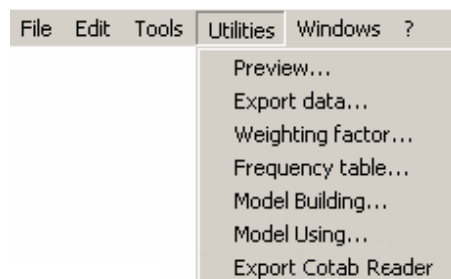 File Edit Tools Utilities Windows ?
Preview...
Export data...
Weighting factor...
Frequency table...
Model Building...
Model Using...
Export Cotab Reader